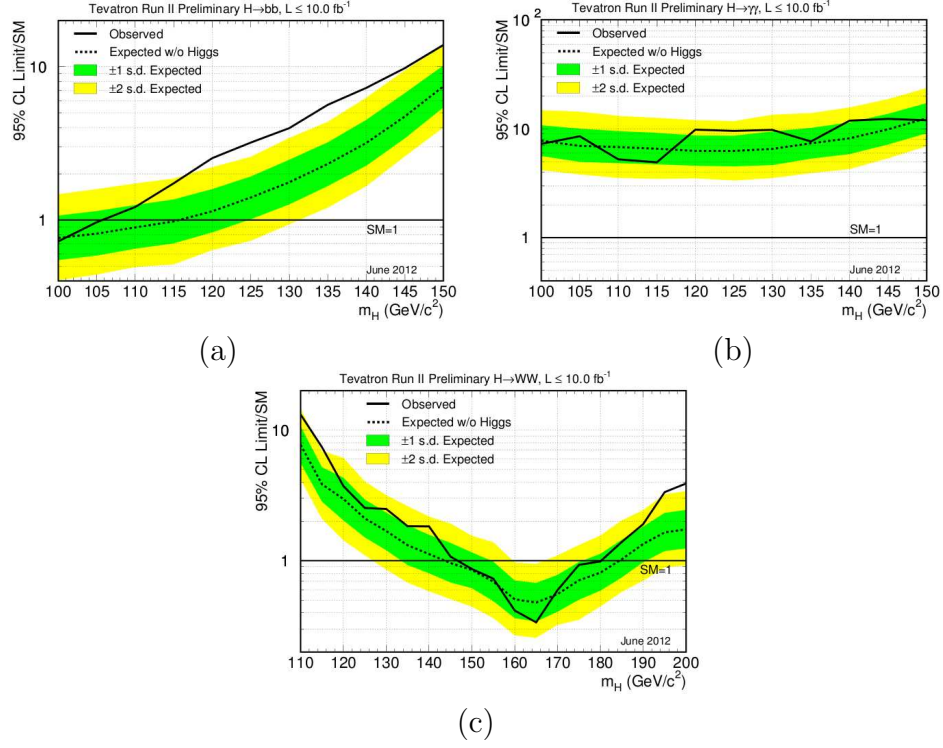 Tevatron Run II Preliminary H→bb, L ≤ 10.0 fb⁻¹
95% CL Limit/SM
Observed
Expected w/o Higgs
±1 s.d. Expected
±2 s.d. Expected
10
1
SM=1
June 2012
100 105 110 115 120 125 130 135 140 145 150
m_H (GeV/c²)
(a)
Tevatron Run II Preliminary H→γγ, L ≤ 10.0 fb⁻¹
95% CL Limit/SM
Observed
Expected w/o Higgs
±1 s.d. Expected
±2 s.d. Expected
10²
10
1
SM=1
June 2012
100 105 110 115 120 125 130 135 140 145 150
m_H (GeV/c²)
(b)
Tevatron Run II Preliminary H→WW, L ≤ 10.0 fb⁻¹
95% CL Limit/SM
Observed
Expected w/o Higgs
±1 s.d. Expected
±2 s.d. Expected
10
1
SM=1
June 2012
110 120 130 140 150 160 170 180 190 200
m_H (GeV/c²)
(c)